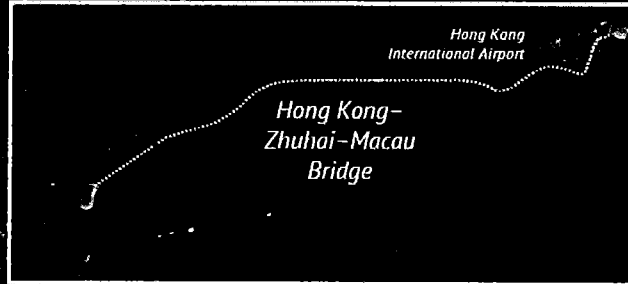 Hong Kong
International Airport
Hong Kong–
Zhuhai–Macau
Bridge